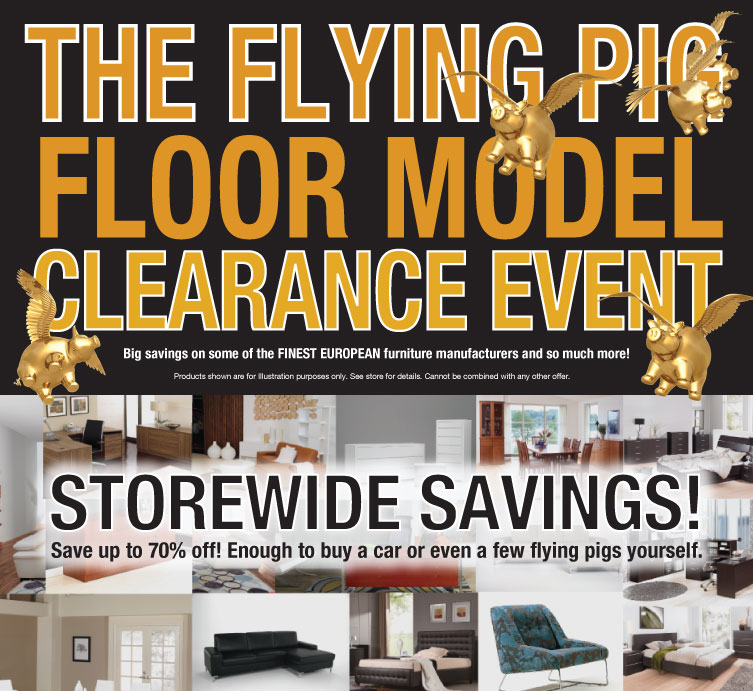 THE FLYING PIG
FLOOR MODEL
CLEARANCE EVENT
Big savings on some of the FINEST EUROPEAN furniture manufacturers and so much more!
Products shown are for Illustration purposes only. See store for details. Cannot be combined with any other offer.
STOREWIDE SAVINGS!
Save up to 70% off! Enough to buy a car or even a few flying pigs yourself.